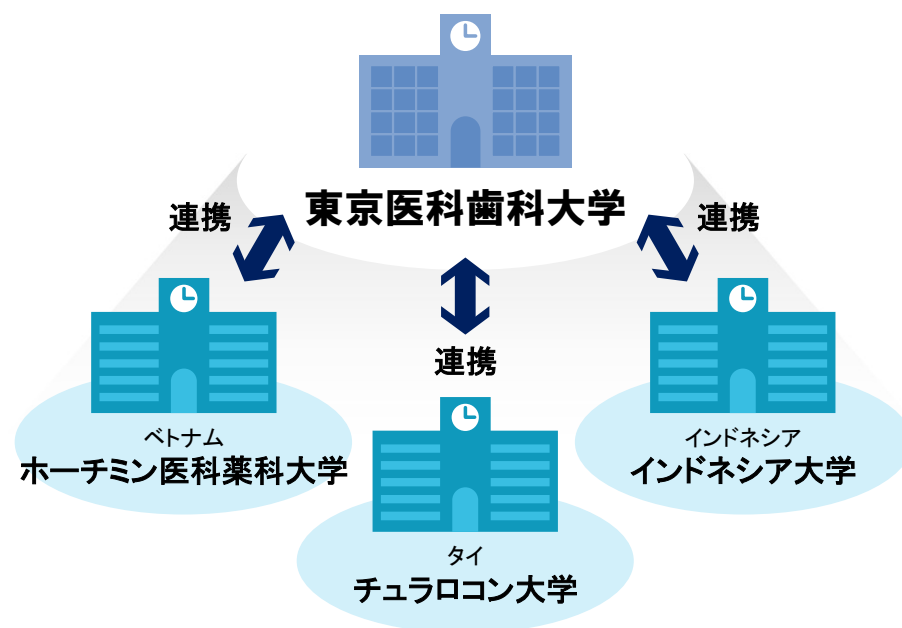 東京医科歯科大学
連携
連携
連携
ベトナム
ホーチミン医科薬科大学
インドネシア
インドネシア大学
タイ
チュラロコン大学